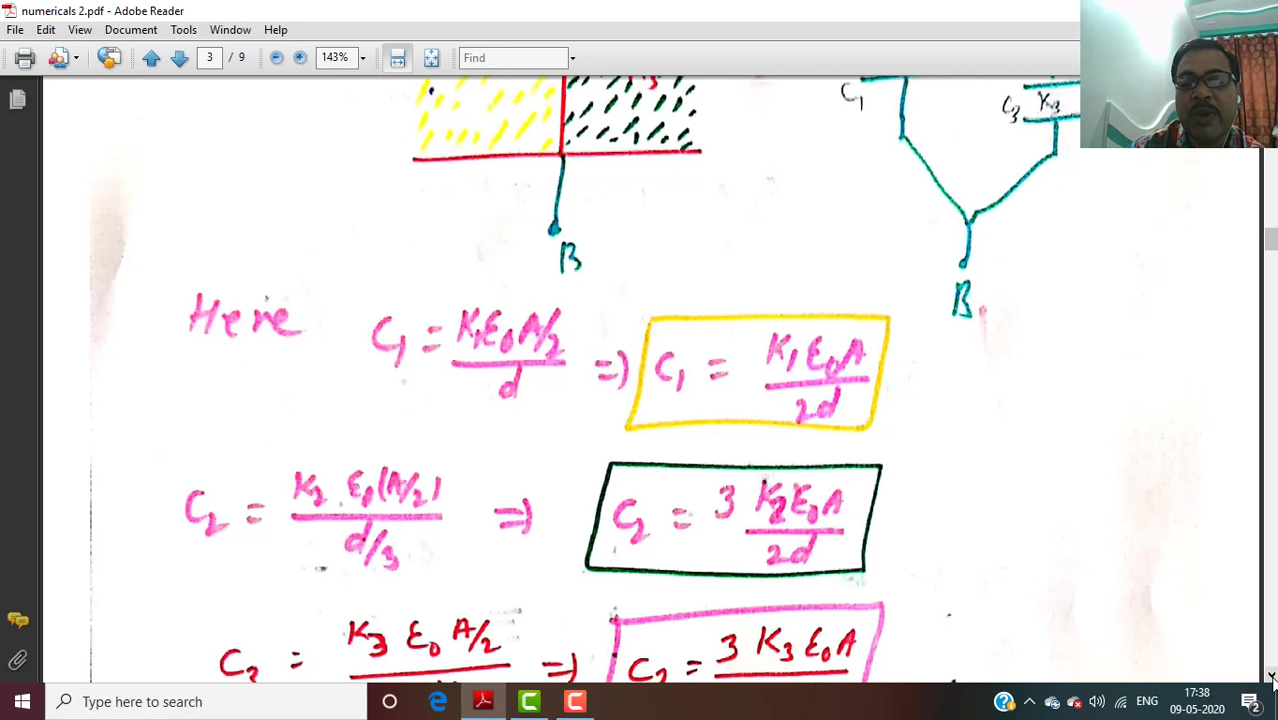 numericals 2.pdf - Adobe Reader
File Edit View Document Tools Window Help
3 / 9 143% Find
C₁
C₃ K₃
B
B
Here C₁ = K₁ε₀A/2 / d => C₁ = K₁ε₀A / 2d
C₂ = K₂ ε₀(A/2) / d/3 => C₂ = 3 K₂ε₀A / 2d
C₃ = K₃ ε₀ A/2 => C₃ = 3 K₃ ε₀A
Type here to search
ENG
17:38
09-05-2020
2